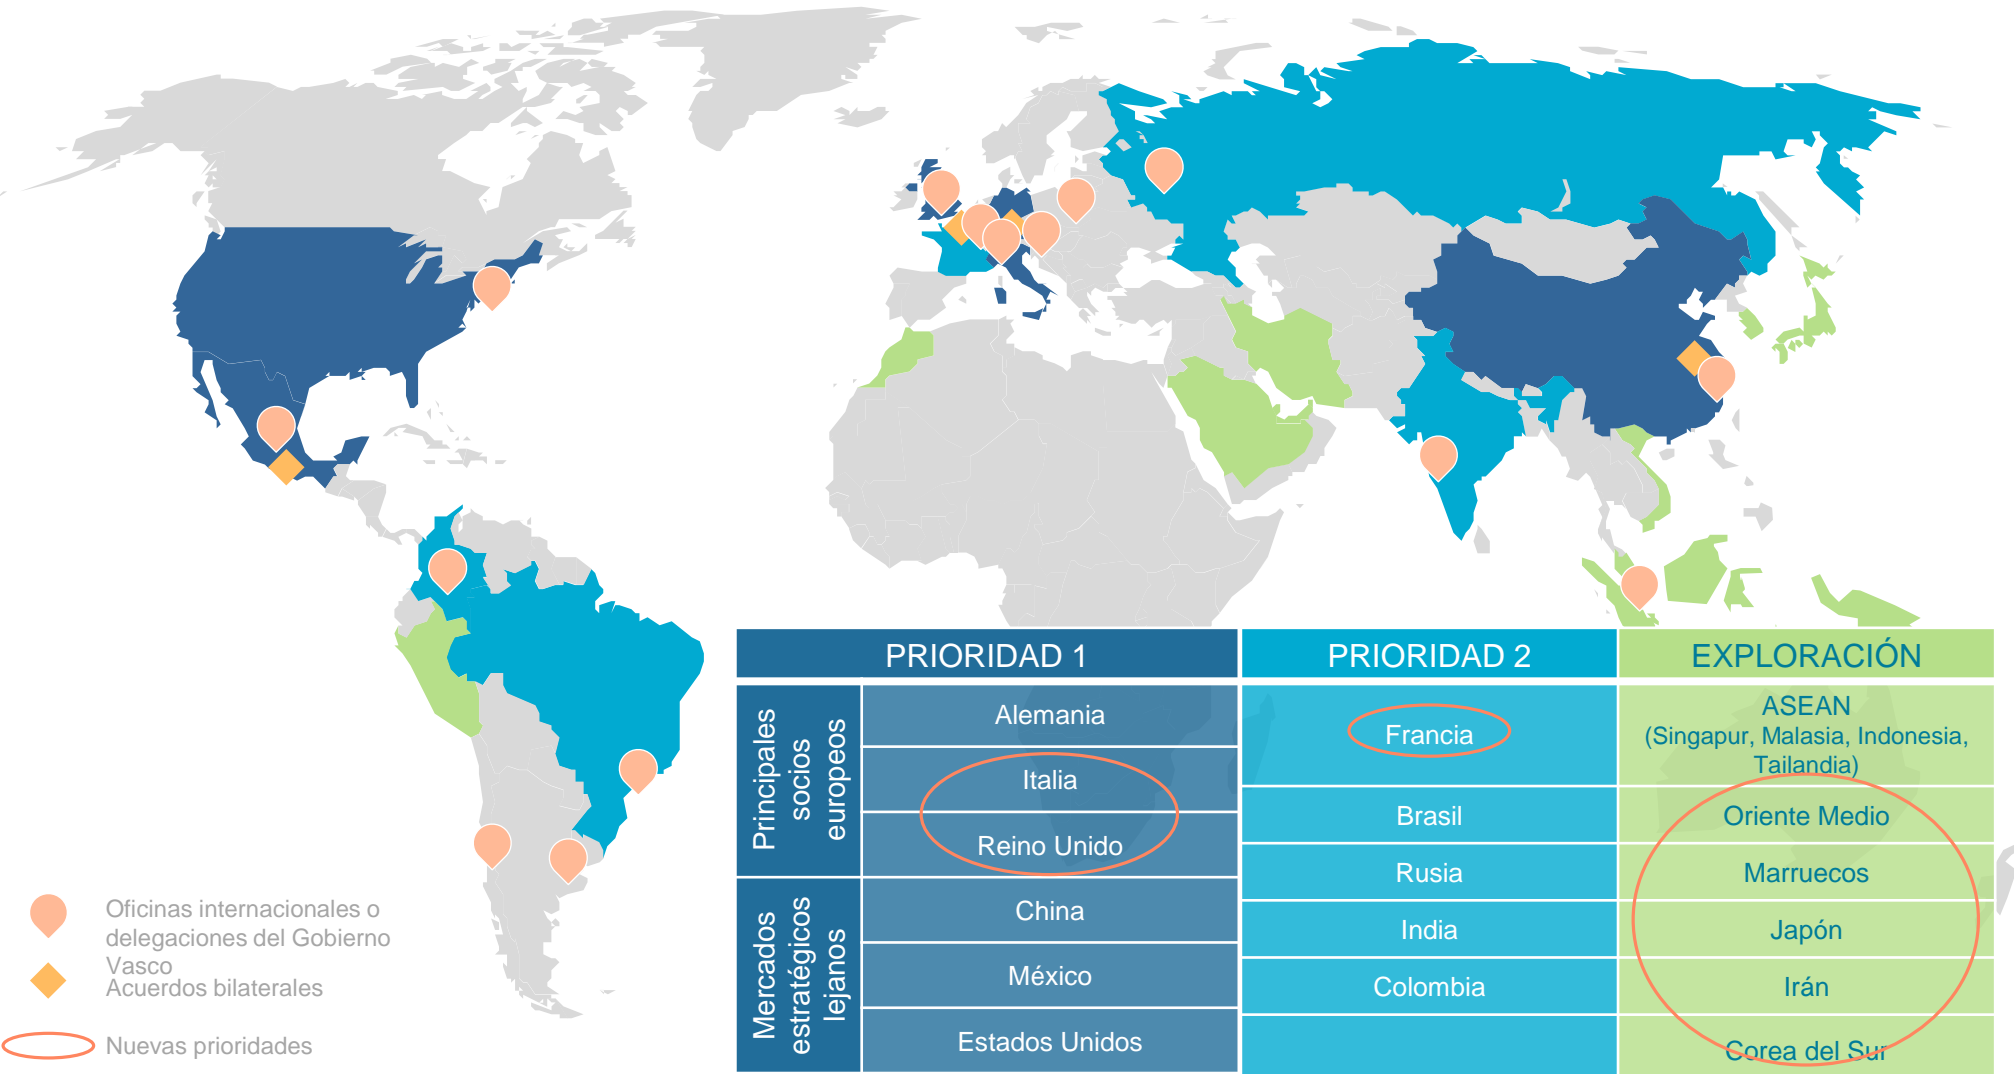 PRIORIDAD 1
PRIORIDAD 2
EXPLORACIÓN
Principales
socios
europeos
Alemania
Italia
Reino Unido
Mercados
estratégicos
lejanos
China
México
Estados Unidos
Francia
Brasil
Rusia
India
Colombia
ASEAN
(Singapur, Malasia, Indonesia,
Tailandia)
Oriente Medio
Marruecos
Japón
Irán
Corea del Sur
Oficinas internacionales o
delegaciones del Gobierno
Vasco
Acuerdos bilaterales
Nuevas prioridades